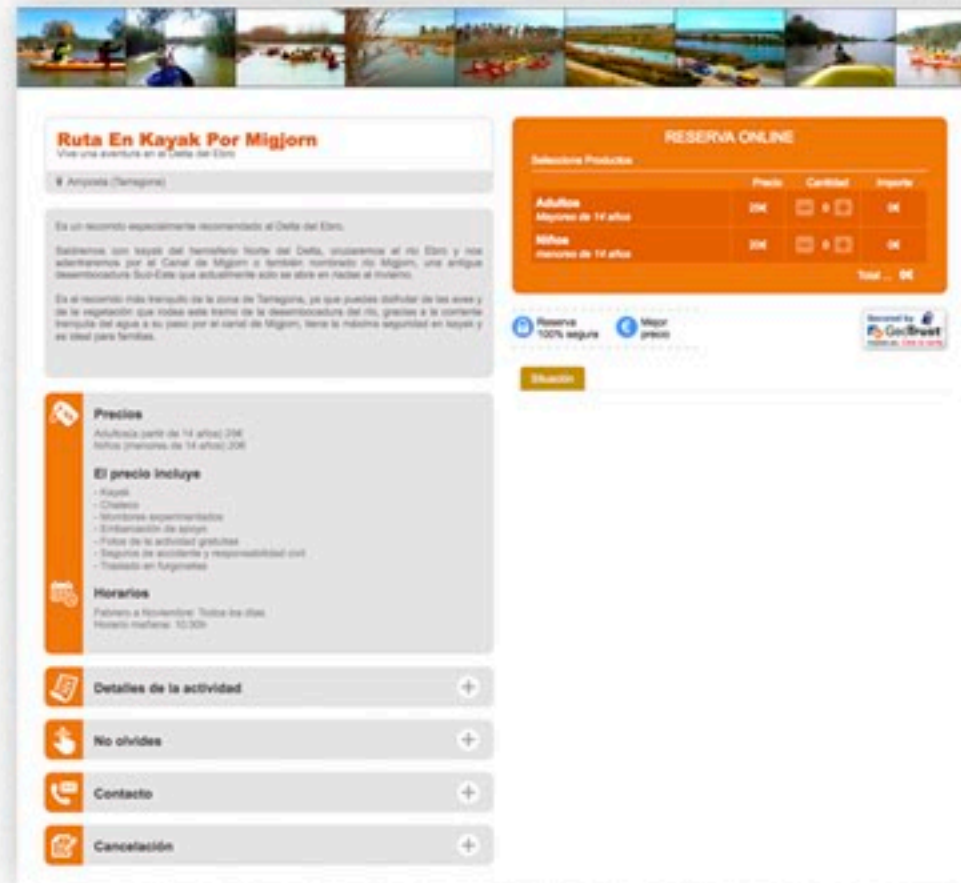 Ruta En Kayak Por Migjorn
Vive una aventura en el Delta del Ebro
Amposta (Tarragona)
Es un recorrido especialmente recomendado al Delta del Ebro.
Saldremos con kayak del hemisferio Norte del Delta, cruzaremos el río Ebro y nos
adentraremos por el Canal de Migjorn o también nombrado río Migjorn, una antigua
desembocadura Sud-Este que actualmente solo se abre en riadas al invierno.
Es el recorrido más tranquilo de la zona de Tarragona, ya que puedes disfrutar de las aves y
de la vegetación que rodea este tramo de la desembocadura del río, gracias a la corriente
tranquila del agua a su paso por el canal de Migjorn, tiene la máxima seguridad en kayak y
es ideal para familias.
Precios
Adultos(a partir de 14 años) 25€
Niños (menores de 14 años) 20€
El precio incluye
- Kayak
- Chaleco
- Monitores experimentados
- Embarcación de apoyo
- Fotos de la actividad gratuitas
- Seguros de accidente y responsabilidad civil
- Traslado en furgonetas
Horarios
Febrero a Noviembre: Todos los días
Horario mañana: 10:30h
Detalles de la actividad
No olvides
Contacto
Cancelación
RESERVA ONLINE
Seleccione Productos
Precio Cantidad Importe
Adultos
Mayores de 14 años
25€ 0 0€
Niños
menores de 14 años
20€ 0 0€
Total ... 0€
Reserva
100% segura
Mejor
precio
Secured by
GeoTrust
Situación